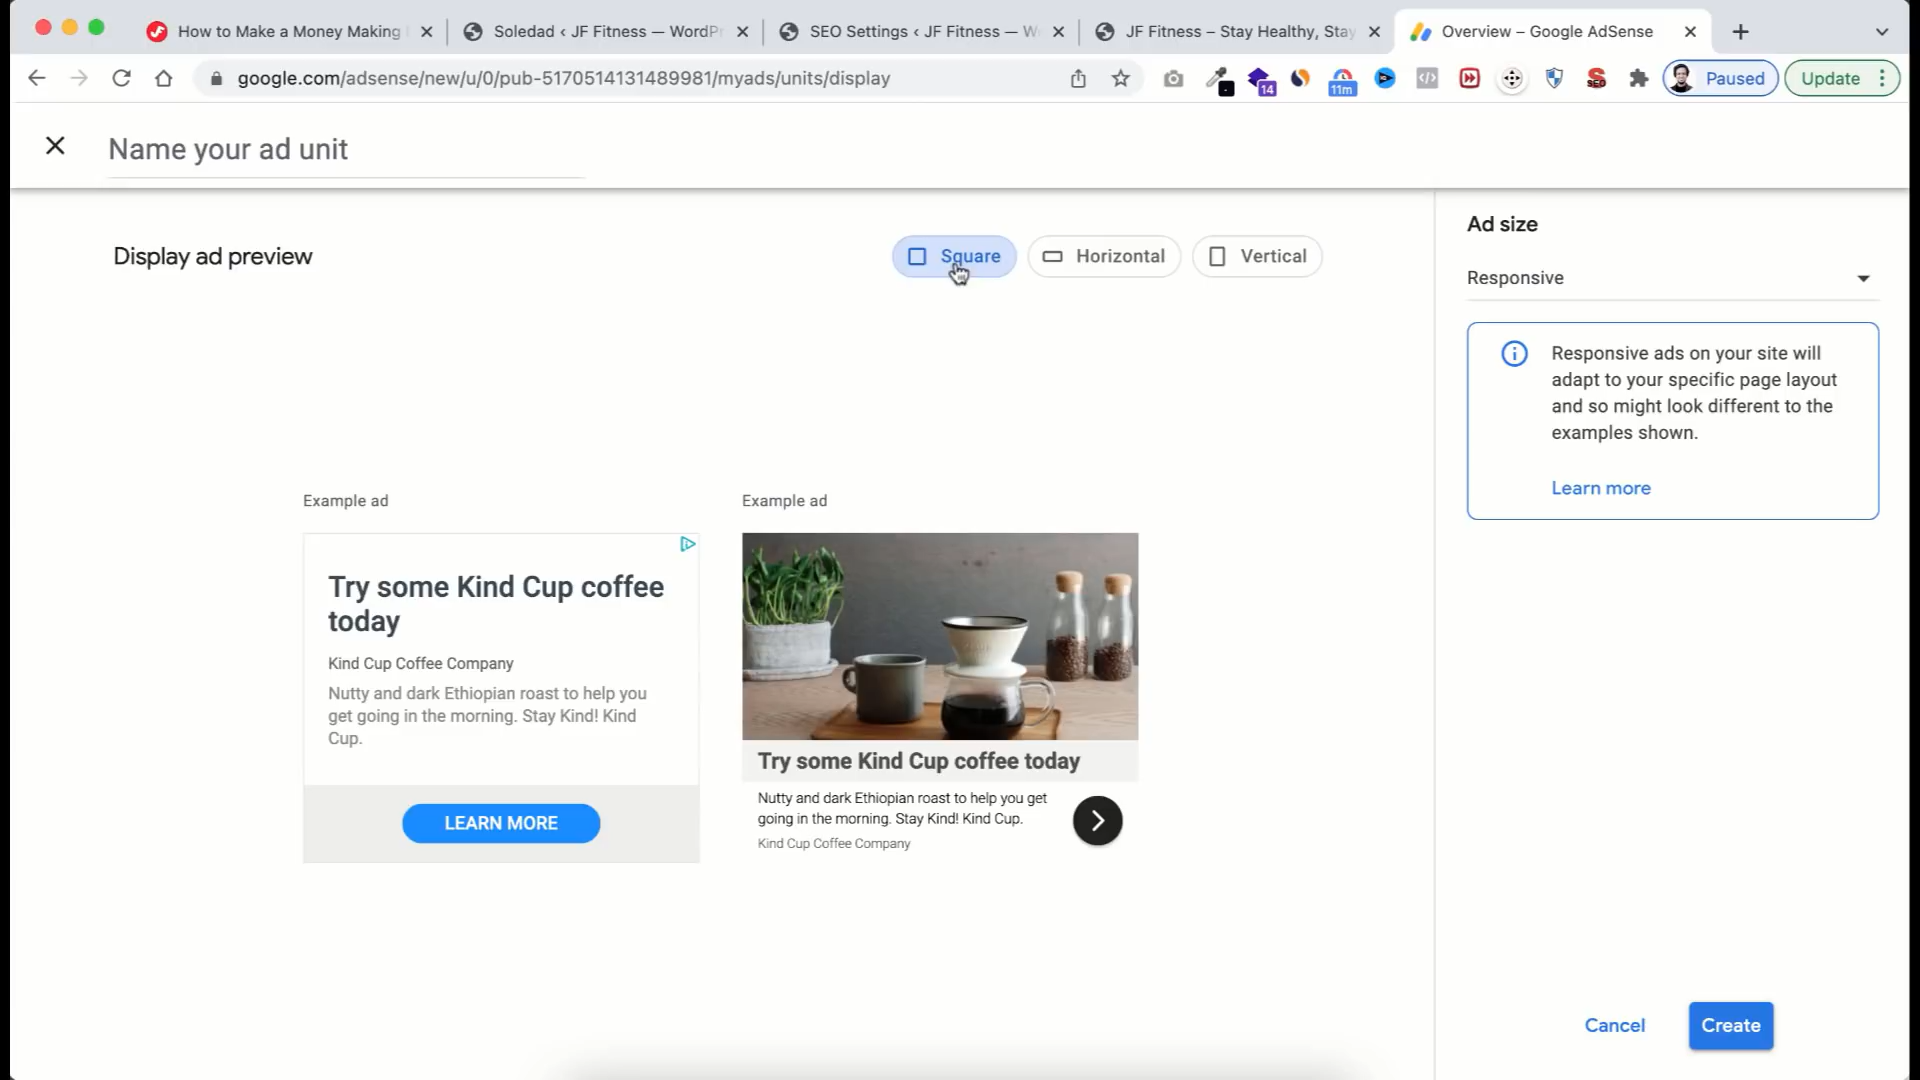 How to Make a Money Making
Soledad ‹ JF Fitness — WordPr
SEO Settings ‹ JF Fitness — W
JF Fitness – Stay Healthy, Stay
Overview – Google AdSense
google.com/adsense/new/u/0/pub-5170514131489981/myads/units/display
14
11m
SEO
Paused
Update
Name your ad unit
Display ad preview
Square
Horizontal
Vertical
Ad size
Responsive
Responsive ads on your site will
adapt to your specific page layout
and so might look different to the
examples shown.
Learn more
Example ad
Try some Kind Cup coffee
today
Kind Cup Coffee Company
Nutty and dark Ethiopian roast to help you
get going in the morning. Stay Kind! Kind
Cup.
LEARN MORE
Example ad
Try some Kind Cup coffee today
Nutty and dark Ethiopian roast to help you get
going in the morning. Stay Kind! Kind Cup.
Kind Cup Coffee Company
Cancel
Create